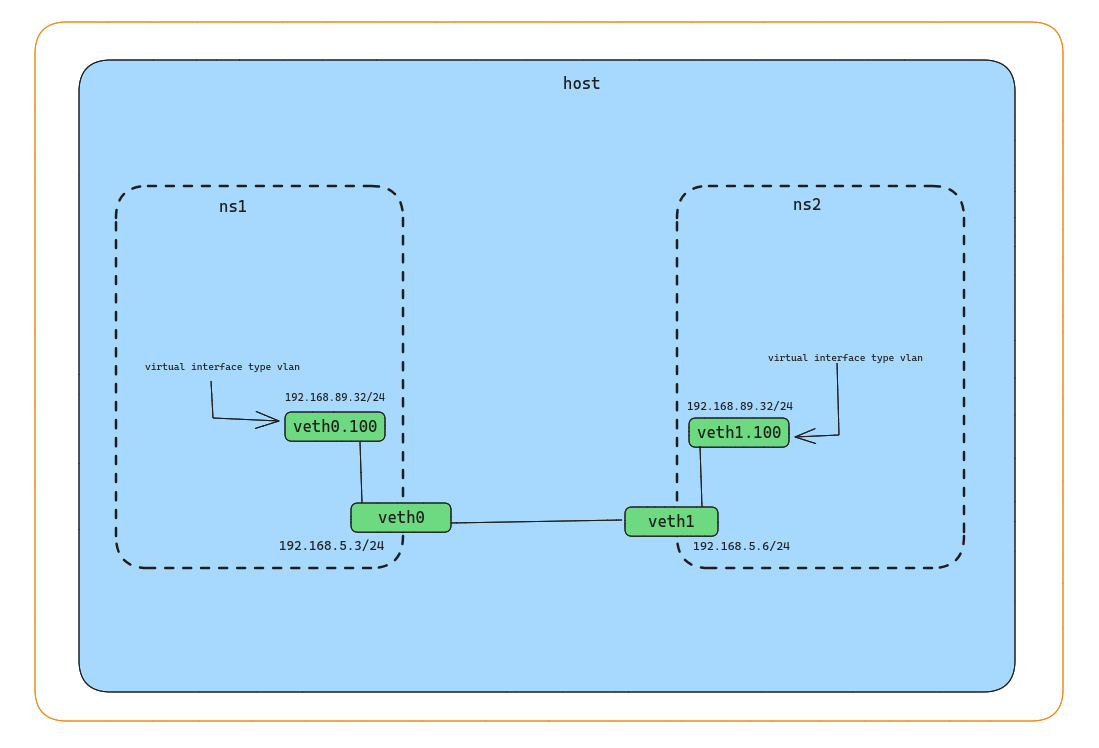 host
ns1
ns2
virtual interface type vlan
virtual interface type vlan
192.168.89.32/24
192.168.89.32/24
veth0.100
veth1.100
veth0
veth1
192.168.5.3/24
192.168.5.6/24